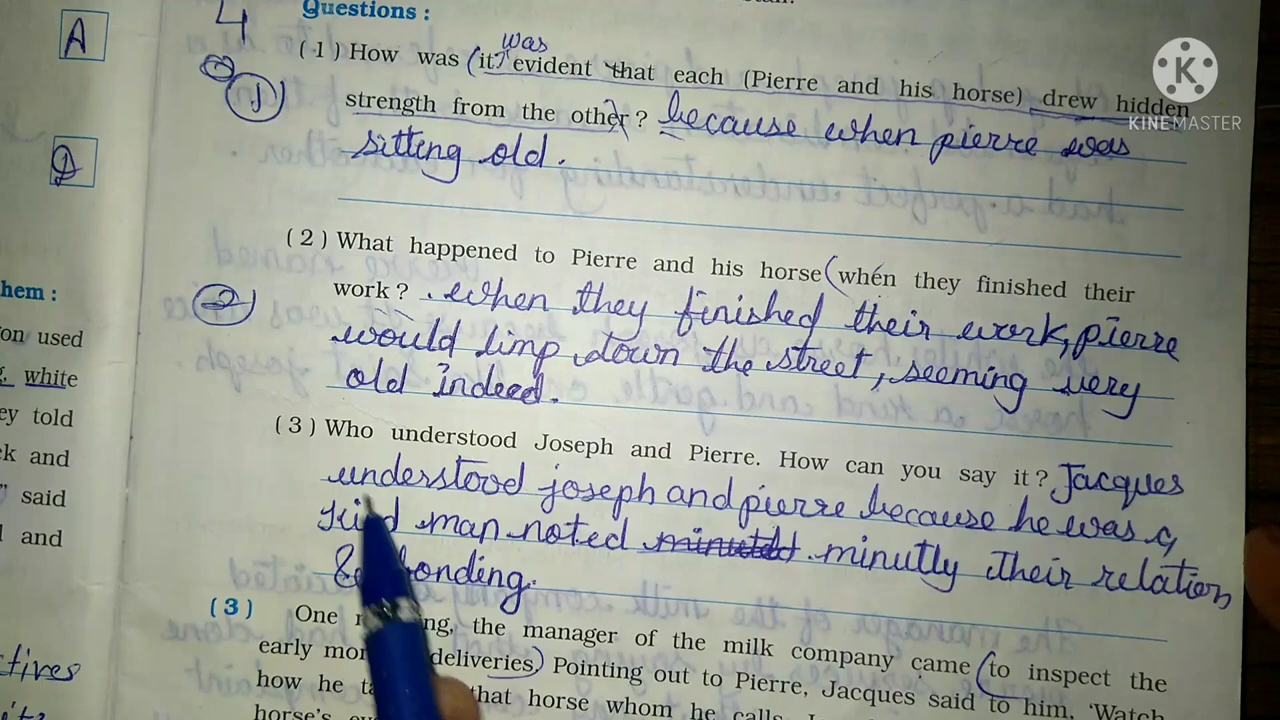 4
Questions :
A
was
( 1 ) How was (it) evident that each (Pierre and his horse) drew hidden
K
KINEMASTER
1
strength from the other ? because when pierre was
sitting old.
D
( 2 ) What happened to Pierre and his horse (when they finished their
work ? . when they finished their work, pierre
2
would limp down the street, seeming very
old indeed.
hem :
on used
g, white
ey told
k and
" said
l and
( 3 ) Who understood Joseph and Pierre. How can you say it ? Jacques
understood joseph and pierre because he was a
man noted minutly their relation
&
(3) One the manager of the milk company came (to inspect the
early deliveries) Pointing out to Pierre, Jacques said to him, 'Watch
how he that horse whom he calls
horse's
ctives